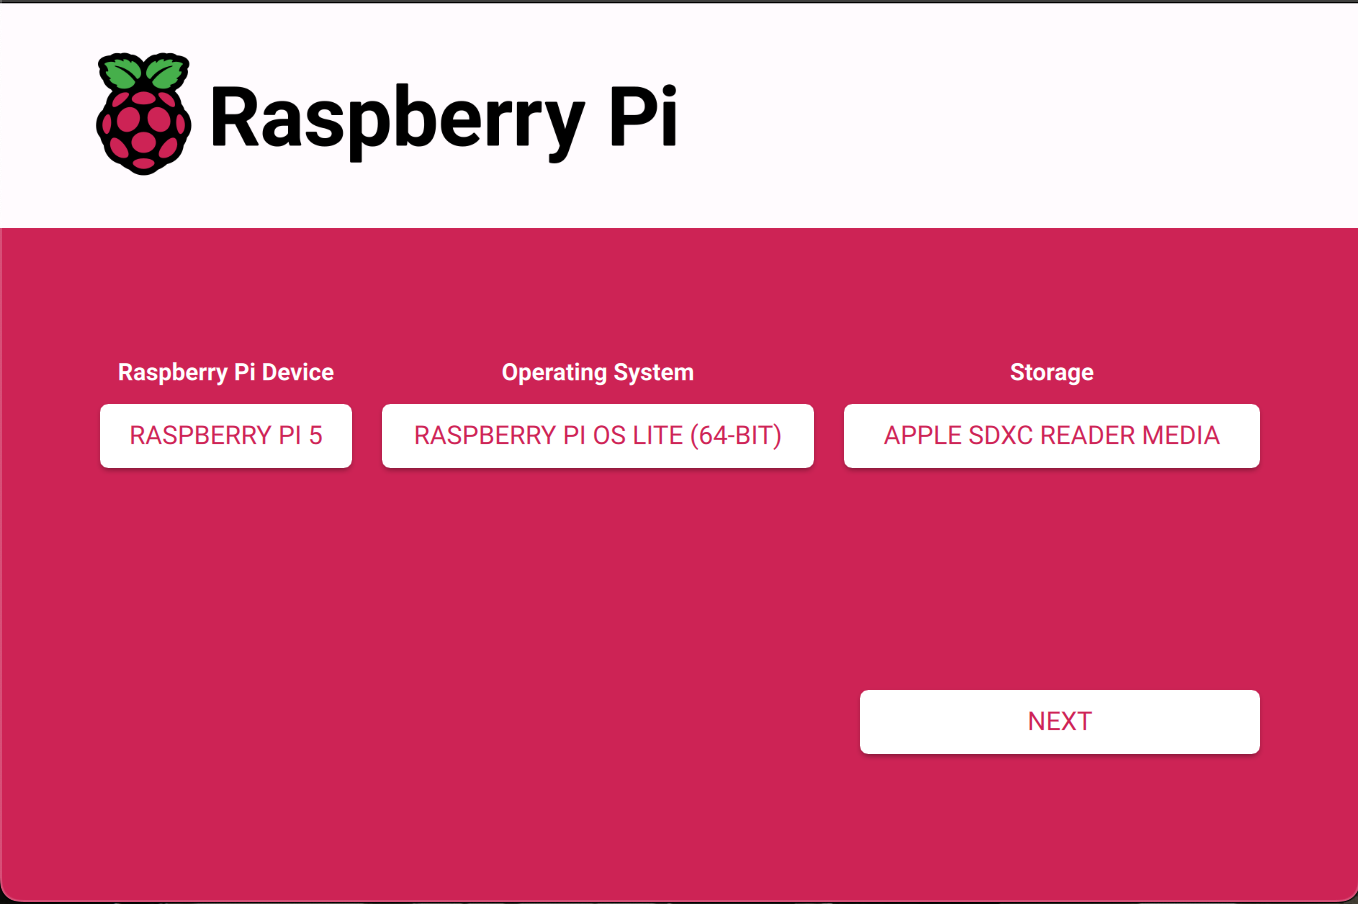 Raspberry Pi
Raspberry Pi Device
Operating System
Storage
RASPBERRY PI 5
RASPBERRY PI OS LITE (64-BIT)
APPLE SDXC READER MEDIA
NEXT